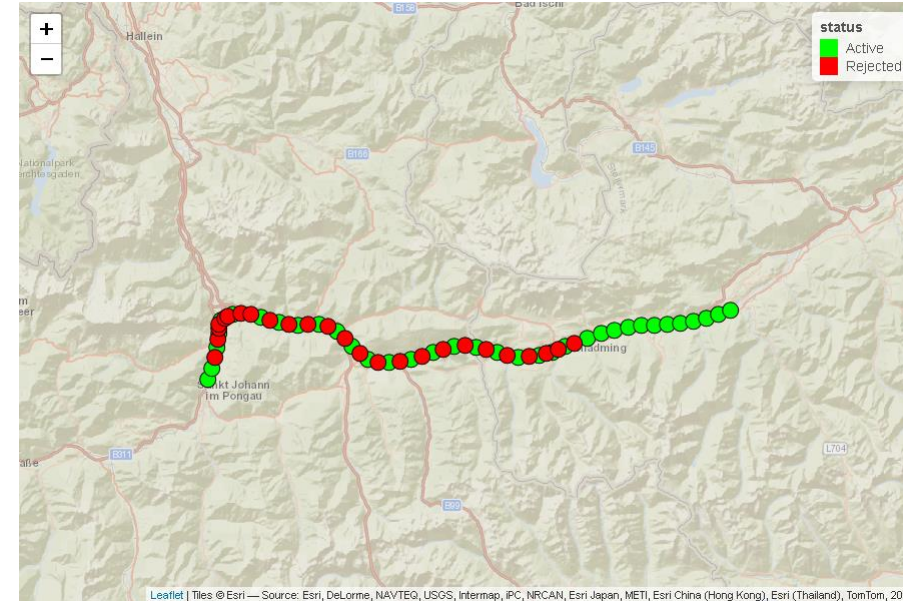 +
−
Hallein
B158
Bad Ischl
status
Active
Rejected
B166
B145
Nationalpark
Steiermark
Sankt Johann
im Pongau
B311
L704
B99
Leaflet | Tiles © Esri — Source: Esri, DeLorme, NAVTEQ, USGS, Intermap, iPC, NRCAN, Esri Japan, METI, Esri China (Hong Kong), Esri (Thailand), TomTom, 20